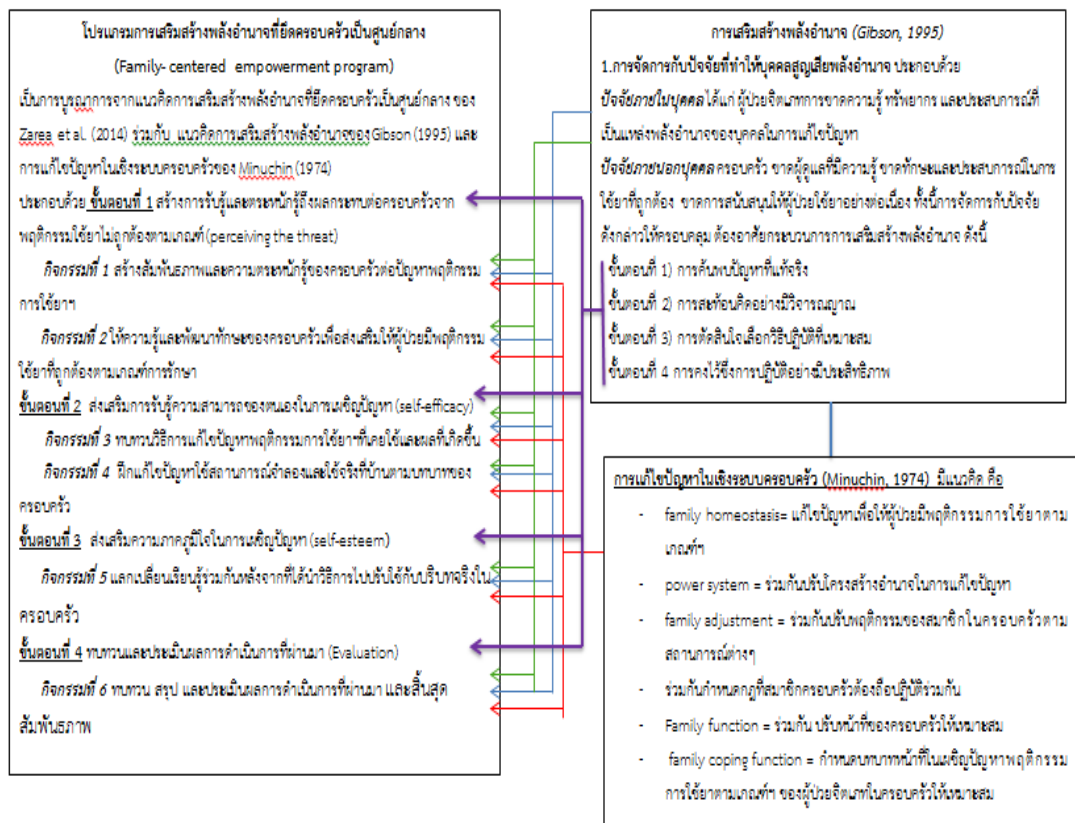 โปรแกรมการเสริมสร้างพลังอำนาจที่ยึดครอบครัวเป็นศูนย์กลาง
(Family- centered empowerment program)
เป็นการบูรณาการจากแนวคิดการเสริมสร้างพลังอำนาจที่ยึดครอบครัวเป็นศูนย์กลาง ของ
Zarea et al. (2014) ร่วมกับ แนวคิดการเสริมสร้างพลังอำนาจของ Gibson (1995) และ
การแก้ไขปัญหาในเชิงระบบครอบครัวของ Minuchin (1974)
ประกอบด้วย ขั้นตอนที่ 1 สร้างการรับรู้และตระหนักรู้ถึงผลกระทบต่อครอบครัวจาก
พฤติกรรมใช้ยาไม่ถูกต้องตามเกณฑ์ (perceiving the threat)
กิจกรรมที่ 1 สร้างสัมพันธภาพและความตระหนักรู้ของครอบครัวต่อปัญหาพฤติกรรม
การใช้ยาฯ
กิจกรรมที่ 2 ให้ความรู้และพัฒนาทักษะของครอบครัวเพื่อส่งเสริมให้ผู้ป่วยมีพฤติกรรม
ใช้ยาที่ถูกต้องตามเกณฑ์การรักษา
ขั้นตอนที่ 2 ส่งเสริมการรับรู้ความสามารถของตนเองในการเผชิญปัญหา (self-efficacy)
กิจกรรมที่ 3 ทบทวนวิธีการแก้ไขปัญหาพฤติกรรมการใช้ยาฯที่เคยใช้และผลที่เกิดขึ้น
กิจกรรมที่ 4 ฝึกแก้ไขปัญหาใช้สถานการณ์จำลองและใช้จริงที่บ้านตามบทบาทของ
ครอบครัว
ขั้นตอนที่ 3 ส่งเสริมความภาคภูมิใจในการเผชิญปัญหา (self-esteem)
กิจกรรมที่ 5 แลกเปลี่ยนเรียนรู้ร่วมกันหลังจากที่ได้นำวิธีการไปปรับใช้กับบริบทจริงใน
ครอบครัว
ขั้นตอนที่ 4 ทบทวนและประเมินผลการดำเนินการที่ผ่านมา (Evaluation)
กิจกรรมที่ 6 ทบทวน สรุป และประเมินผลการดำเนินการที่ผ่านมา และสิ้นสุด
สัมพันธภาพ
การเสริมสร้างพลังอำนาจ (Gibson, 1995)
1.การจัดการกับปัจจัยที่ทำให้บุคคลสูญเสียพลังอำนาจ ประกอบด้วย
ปัจจัยภายในบุคคล ได้แก่ ผู้ป่วยจิตเภทการขาดความรู้ ทรัพยากร และประสบการณ์ที่
เป็นแหล่งพลังอำนาจของบุคคลในการแก้ไขปัญหา
ปัจจัยภายนอกบุคคล ครอบครัว ขาดผู้ดูแลที่มีความรู้ ขาดทักษะและประสบการณ์ในการ
ใช้ยาที่ถูกต้อง ขาดการสนับสนุนให้ผู้ป่วยใช้ยาอย่างต่อเนื่อง ทั้งนี้การจัดการกับปัจจัย
ดังกล่าวให้ครอบคลุม ต้องอาศัยกระบวนการการเสริมสร้างพลังอำนาจ ดังนี้
ขั้นตอนที่ 1) การค้นพบปัญหาที่แท้จริง
ขั้นตอนที่ 2) การสะท้อนคิดอย่างมีวิจารณญาณ
ขั้นตอนที่ 3) การตัดสินใจเลือกวิธีปฏิบัติที่เหมาะสม
ขั้นตอนที่ 4 การคงไว้ซึ่งการปฏิบัติอย่างมีประสิทธิภาพ
การแก้ไขปัญหาในเชิงระบบครอบครัว (Minuchin, 1974) มีแนวคิด คือ
- family homeostasis= แก้ไขปัญหาเพื่อให้ผู้ป่วยมีพฤติกรรมการใช้ยาตาม
เกณฑ์ฯ
- power system = ร่วมกันปรับโครงสร้างอำนาจในการแก้ไขปัญหา
- family adjustment = ร่วมกันปรับพฤติกรรมของสมาชิกในครอบครัวตาม
สถานการณ์ต่างๆ
- ร่วมกันกำหนดกฎที่สมาชิกครอบครัวต้องถือปฏิบัติร่วมกัน
- Family function = ร่วมกัน ปรับหน้าที่ของครอบครัวให้เหมาะสม
- family coping function = กำหนดบทบาทหน้าที่ในเผชิญปัญหาพฤติกรรม
การใช้ยาตามเกณฑ์ฯ ของผู้ป่วยจิตเภทในครอบครัวให้เหมาะสม